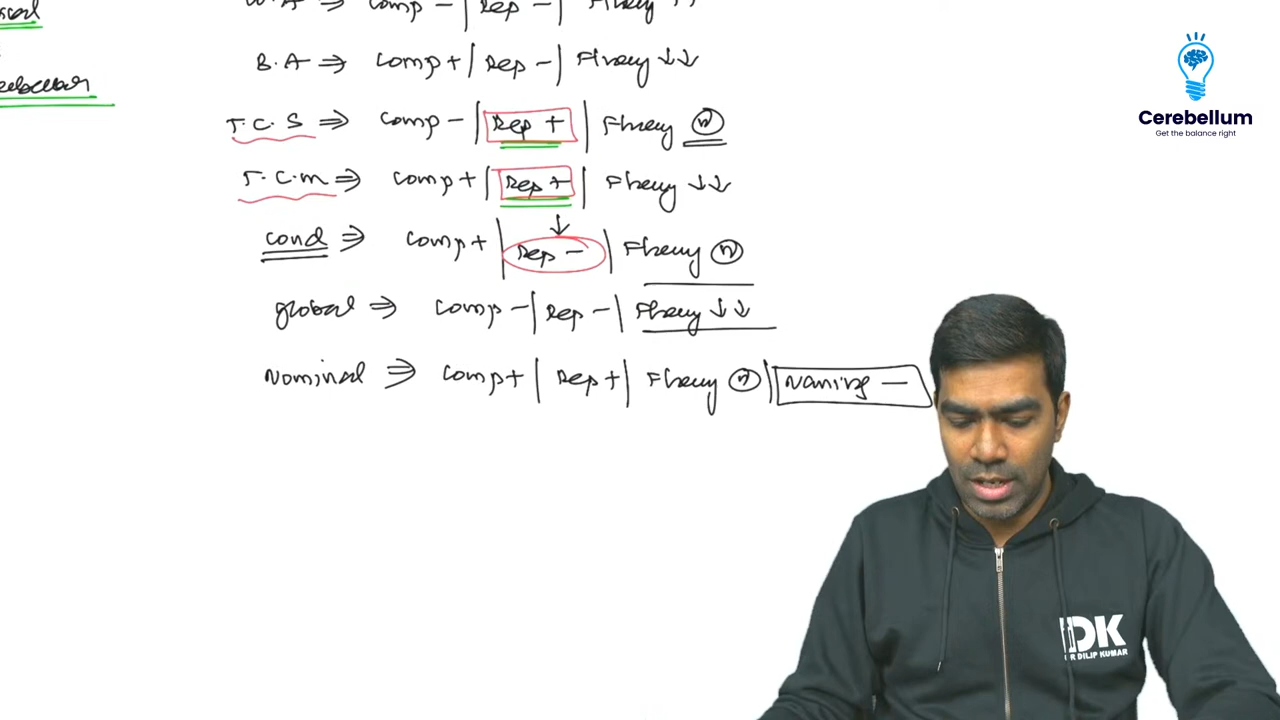 Cerebellum
Get the balance right
B.A ⇒ Comp + | Rep - | Fluency ↓↓
T.C.S ⇒ Comp - | Rep + | Fluency (N)
T.C.M ⇒ Comp + | Rep + | Fluency ↓↓
Cond ⇒ Comp + | Rep - | Fluency (N)
global ⇒ Comp - | Rep - | Fluency ↓↓
Nominal ⇒ Comp + | Rep + | Fluency (N) | Naming -
DK
DR DILIP KUMAR